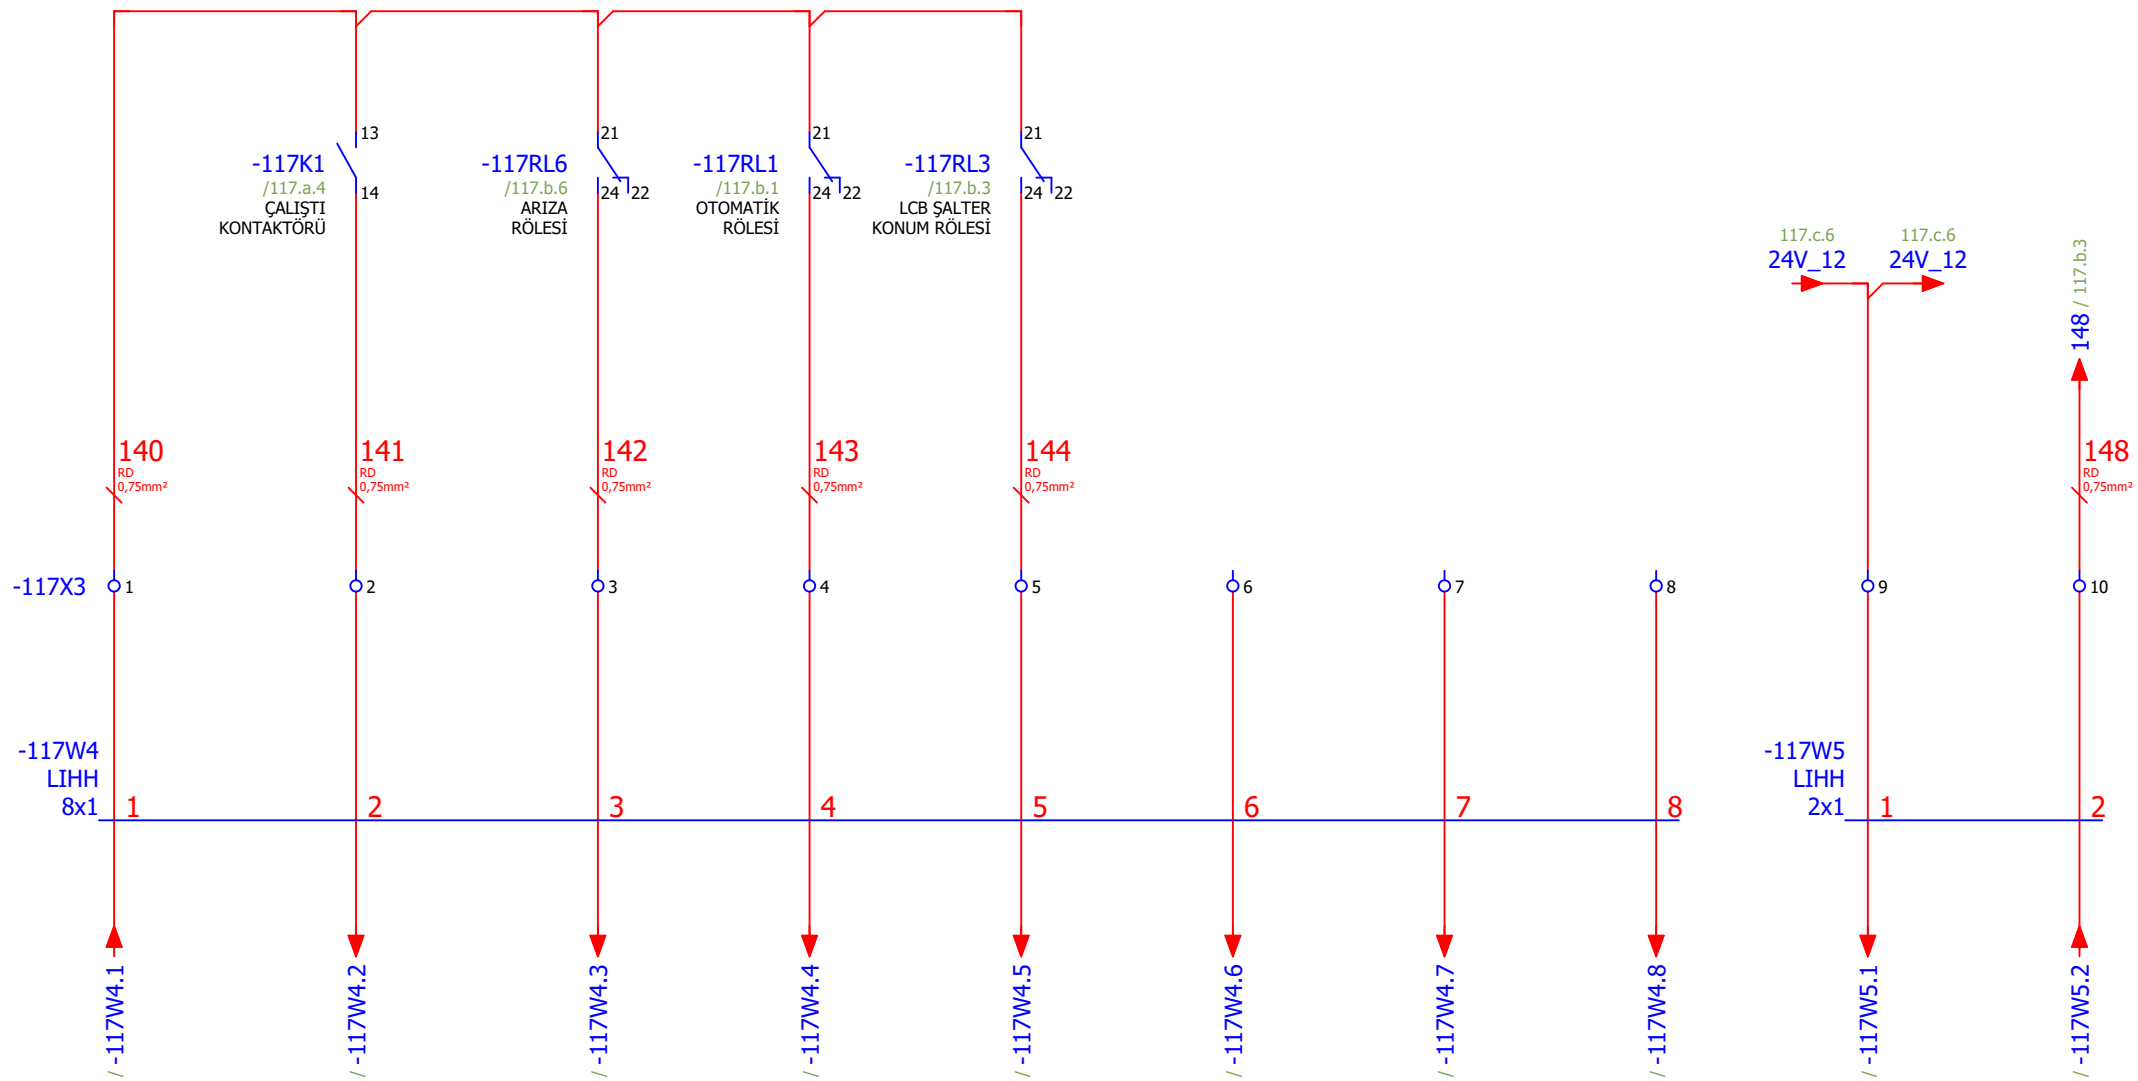 13
21
21
21
-117K1
/117.a.4
ÇALIŞTI
KONTAKTÖRÜ
14
-117RL6
/117.b.6
ARIZA
RÖLESİ
24
22
-117RL1
/117.b.1
OTOMATİK
RÖLESİ
24
22
-117RL3
/117.b.3
LCB ŞALTER
KONUM RÖLESİ
24
22
117.c.6
24V_12
117.c.6
24V_12
148 / 117.b.3
140
RD
0,75mm²
141
RD
0,75mm²
142
RD
0,75mm²
143
RD
0,75mm²
144
RD
0,75mm²
148
RD
0,75mm²
-117X3
1
2
3
4
5
6
7
8
9
10
-117W4
LIHH
8x1
1
2
3
4
5
6
7
8
-117W5
LIHH
2x1
1
2
/ -117W4.1
/ -117W4.2
/ -117W4.3
/ -117W4.4
/ -117W4.5
/ -117W4.6
/ -117W4.7
/ -117W4.8
/ -117W5.1
/ -117W5.2